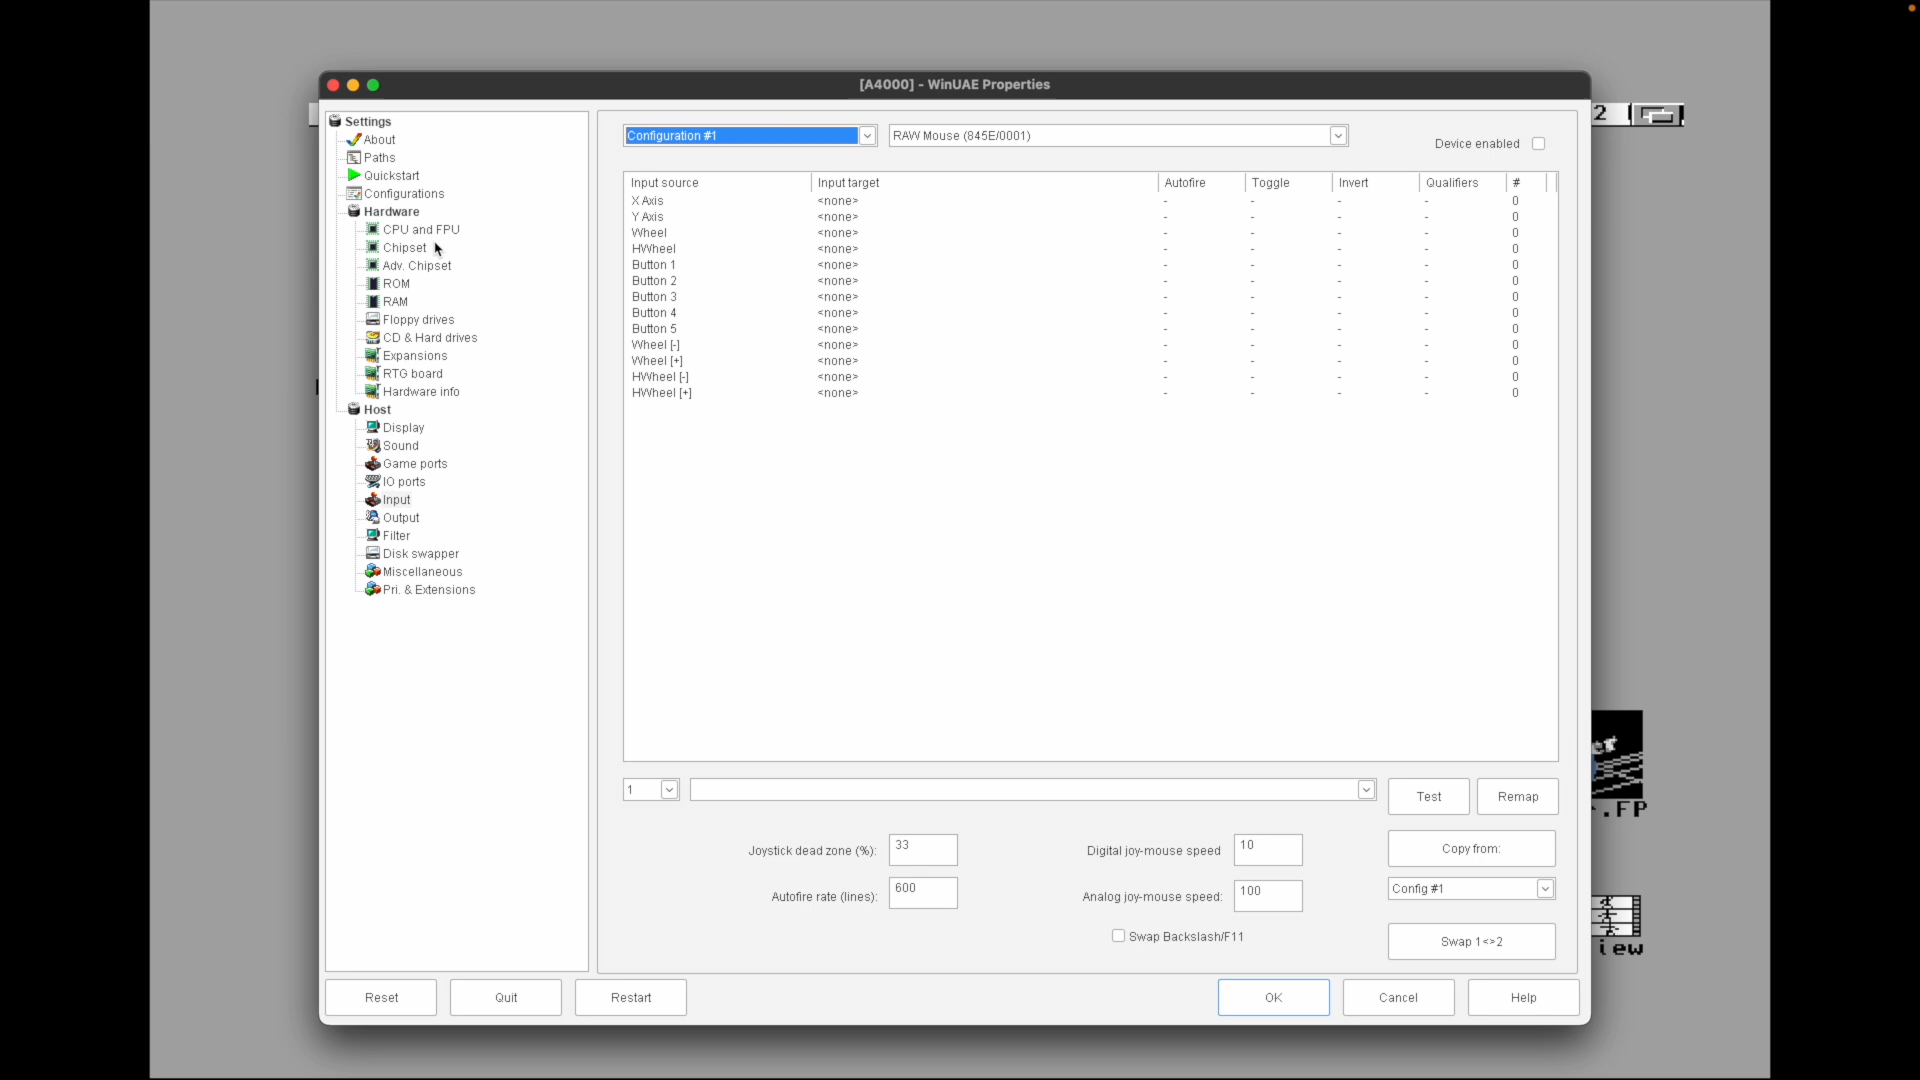 [A4000] - WinUAE Properties
2
Settings
About
Paths
Quickstart
Configurations
Hardware
CPU and FPU
Chipset
Adv. Chipset
ROM
RAM
Floppy drives
CD & Hard drives
Expansions
RTG board
Hardware info
Host
Display
Sound
Game ports
IO ports
Input
Output
Filter
Disk swapper
Miscellaneous
Pri. & Extensions
Configuration #1 RAW Mouse (845E/0001) Device enabled
Input source Input target Autofire Toggle Invert Qualifiers #
X Axis <none> - - - - 0
Y Axis <none> - - - - 0
Wheel <none> - - - - 0
HWheel <none> - - - - 0
Button 1 <none> - - - - 0
Button 2 <none> - - - - 0
Button 3 <none> - - - - 0
Button 4 <none> - - - - 0
Button 5 <none> - - - - 0
Wheel [-] <none> - - - - 0
Wheel [+] <none> - - - - 0
HWheel [-] <none> - - - - 0
HWheel [+] <none> - - - - 0
1 Test Remap
Joystick dead zone (%): 33 Digital joy-mouse speed 10 Copy from:
Autofire rate (lines): 600 Analog joy-mouse speed: 100 Config #1
Swap Backslash/F11 Swap 1<=>2
Reset Quit Restart OK Cancel Help
.FP
iew